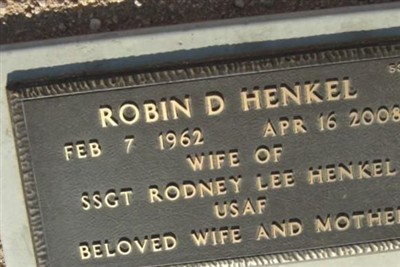 ROBIN D HENKEL
FEB 7 1962 APR 16 2008
WIFE OF
SSGT RODNEY LEE HENKEL
USAF
BELOVED WIFE AND MOTHER